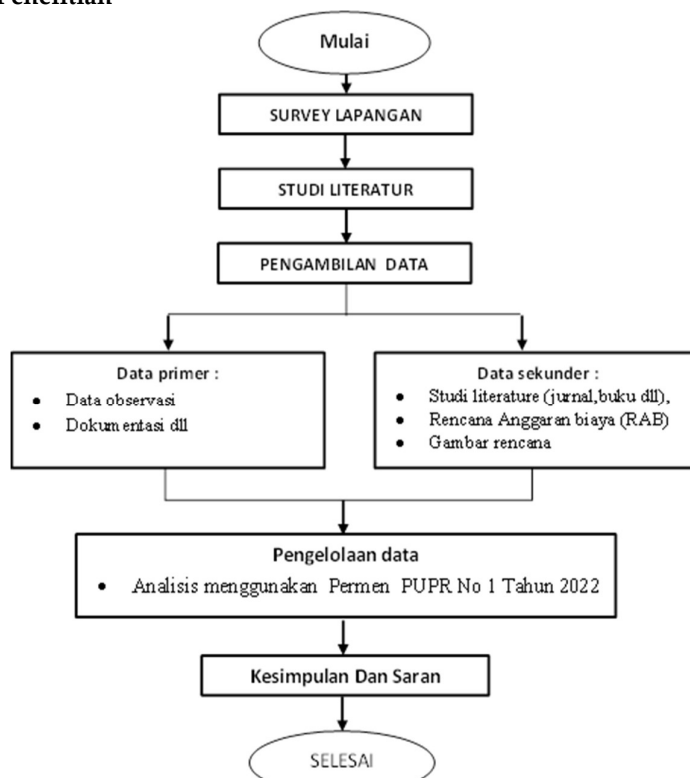 Penelitian
Mulai
SURVEY LAPANGAN
STUDI LITERATUR
PENGAMBILAN DATA
Data primer :
• Data observasi
• Dokumentasi dll
Data sekunder :
• Studi literature (jurnal,buku dll),
• Rencana Anggaran biaya (RAB)
• Gambar rencana
Pengelolaan data
• Analisis menggunakan Permen PUPR No 1 Tahun 2022
Kesimpulan Dan Saran
SELESAI